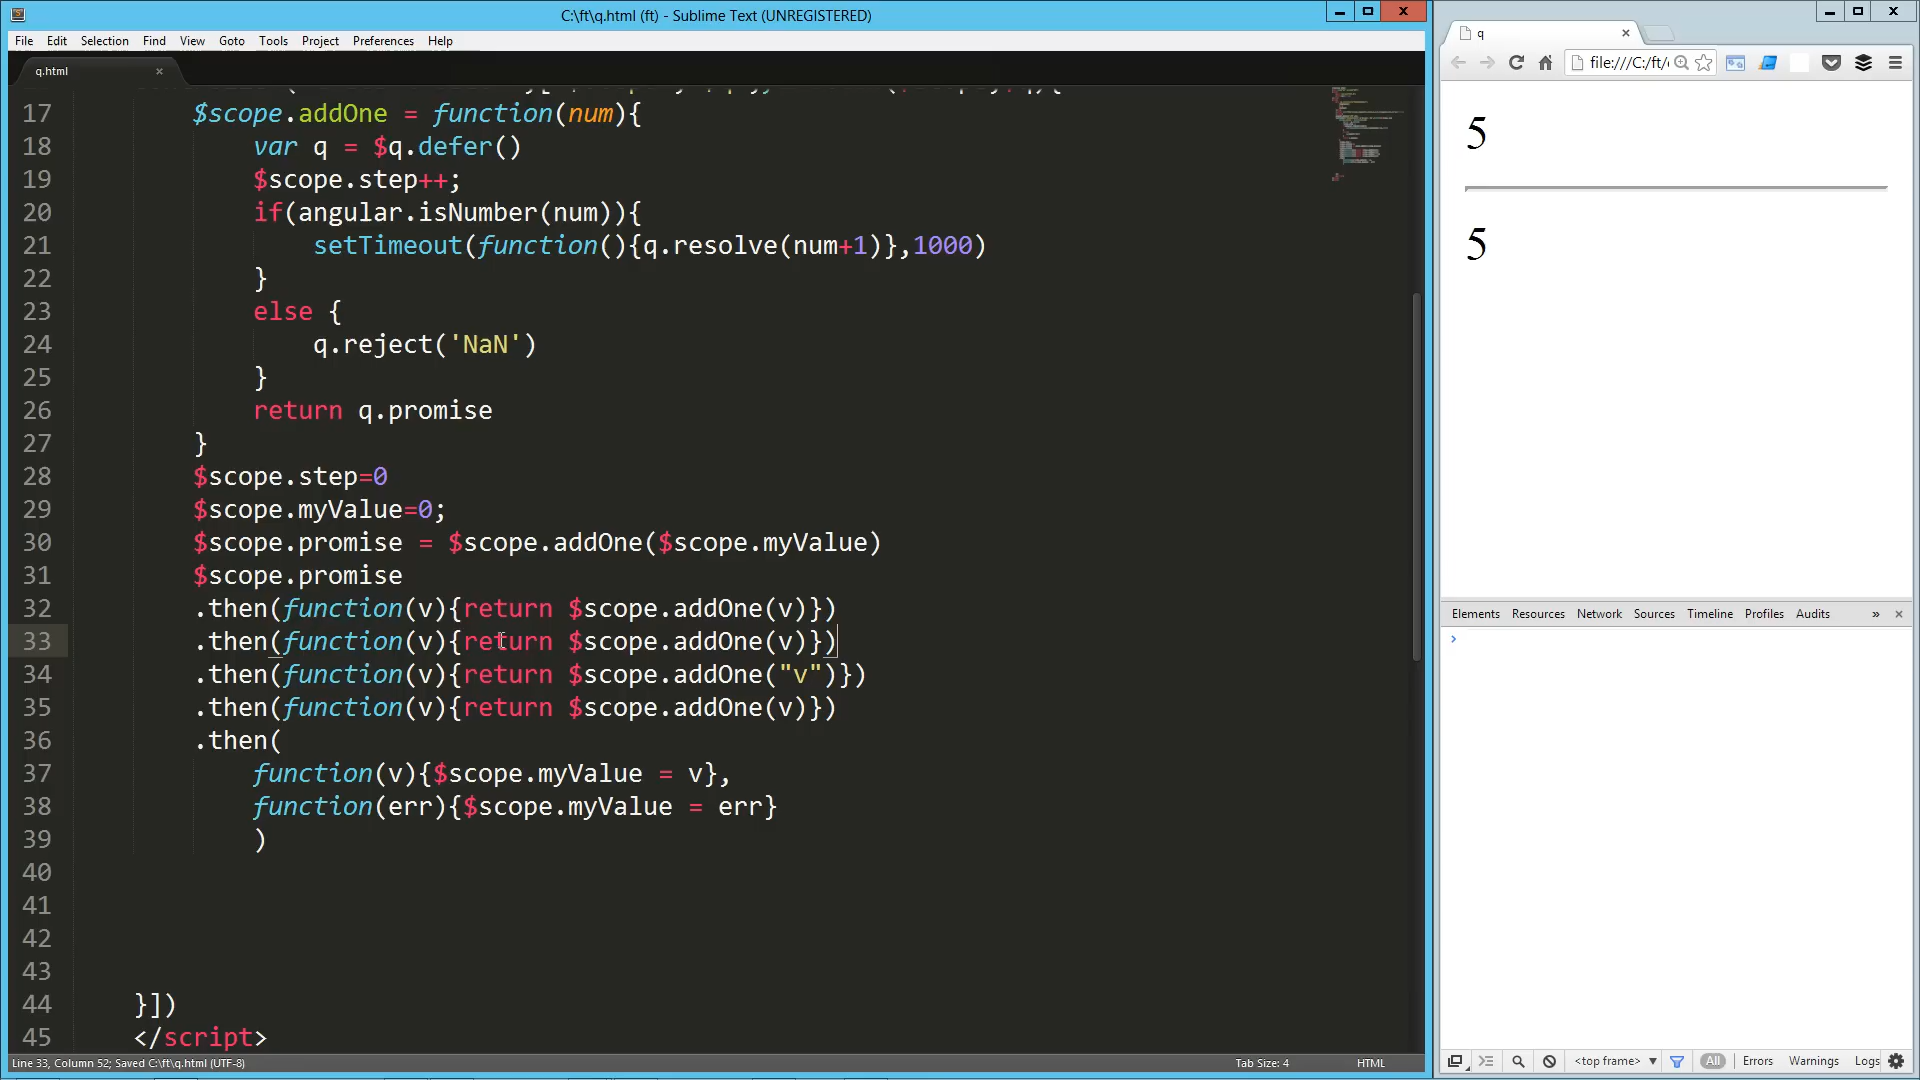 C:\ft\q.html (ft) - Sublime Text (UNREGISTERED)
File Edit Selection Find View Goto Tools Project Preferences Help
q.html
17 $scope.addOne = function(num){
18 var q = $q.defer()
19 $scope.step++;
20 if(angular.isNumber(num)){
21 setTimeout(function(){q.resolve(num+1)},1000)
22 }
23 else {
24 q.reject('NaN')
25 }
26 return q.promise
27 }
28 $scope.step=0
29 $scope.myValue=0;
30 $scope.promise = $scope.addOne($scope.myValue)
31 $scope.promise
32 .then(function(v){return $scope.addOne(v)})
33 .then(function(v){return $scope.addOne(v)})
34 .then(function(v){return $scope.addOne("v")})
35 .then(function(v){return $scope.addOne(v)})
36 .then(
37 function(v){$scope.myValue = v},
38 function(err){$scope.myValue = err}
39 )
40
41
42
43
44 }])
45 </script>
Line 33, Column 52; Saved C:\ft\q.html (UTF-8)
Tab Size: 4
HTML
q
file:///C:/ft/
5
5
Elements Resources Network Sources Timeline Profiles Audits »
>
<top frame> All Errors Warnings Logs